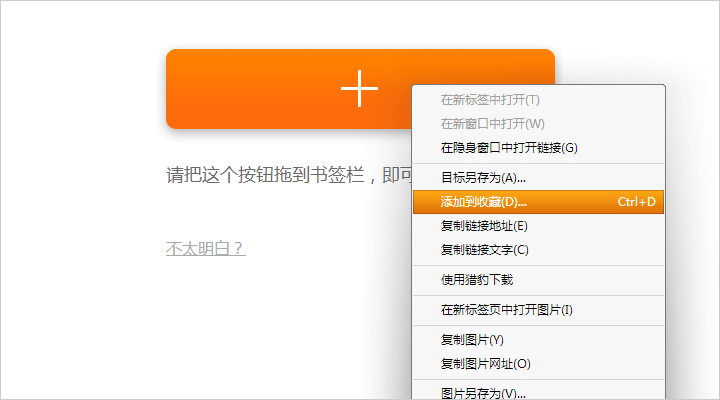 在新标签中打开(T)
在新窗口中打开(W)
在隐身窗口中打开链接(G)
请把这个按钮拖到书签栏，即可
目标另存为(A)...
添加到收藏(D)... Ctrl+D
复制链接地址(E)
不太明白？
复制链接文字(C)
使用猎豹下载
在新标签页中打开图片(I)
复制图片(Y)
复制图片网址(O)
图片另存为(V)...